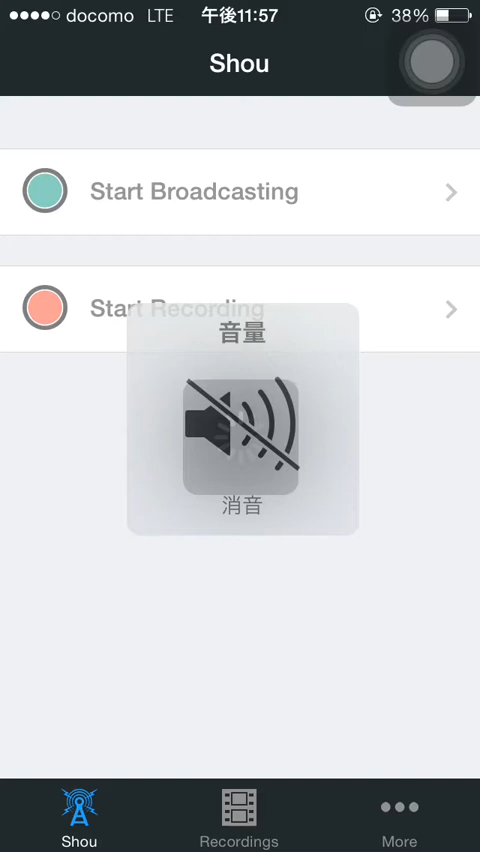 docomo LTE 午後11:57 38%
Shou
Start Broadcasting
Start Recording
音量
消音
Shou Recordings More